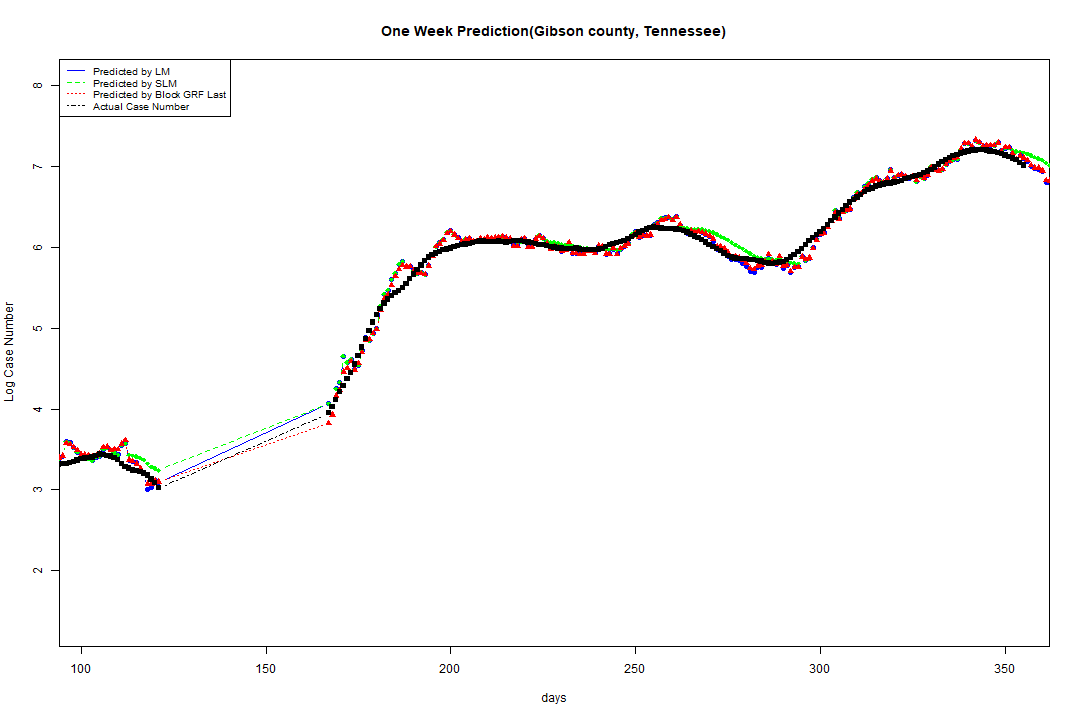 One Week Prediction(Gibson county, Tennessee)
Predicted by LM
Predicted by SLM
Predicted by Block GRF Last
Actual Case Number
8
7
6
5
4
3
2
Log Case Number
100 150 200 250 300 350
days